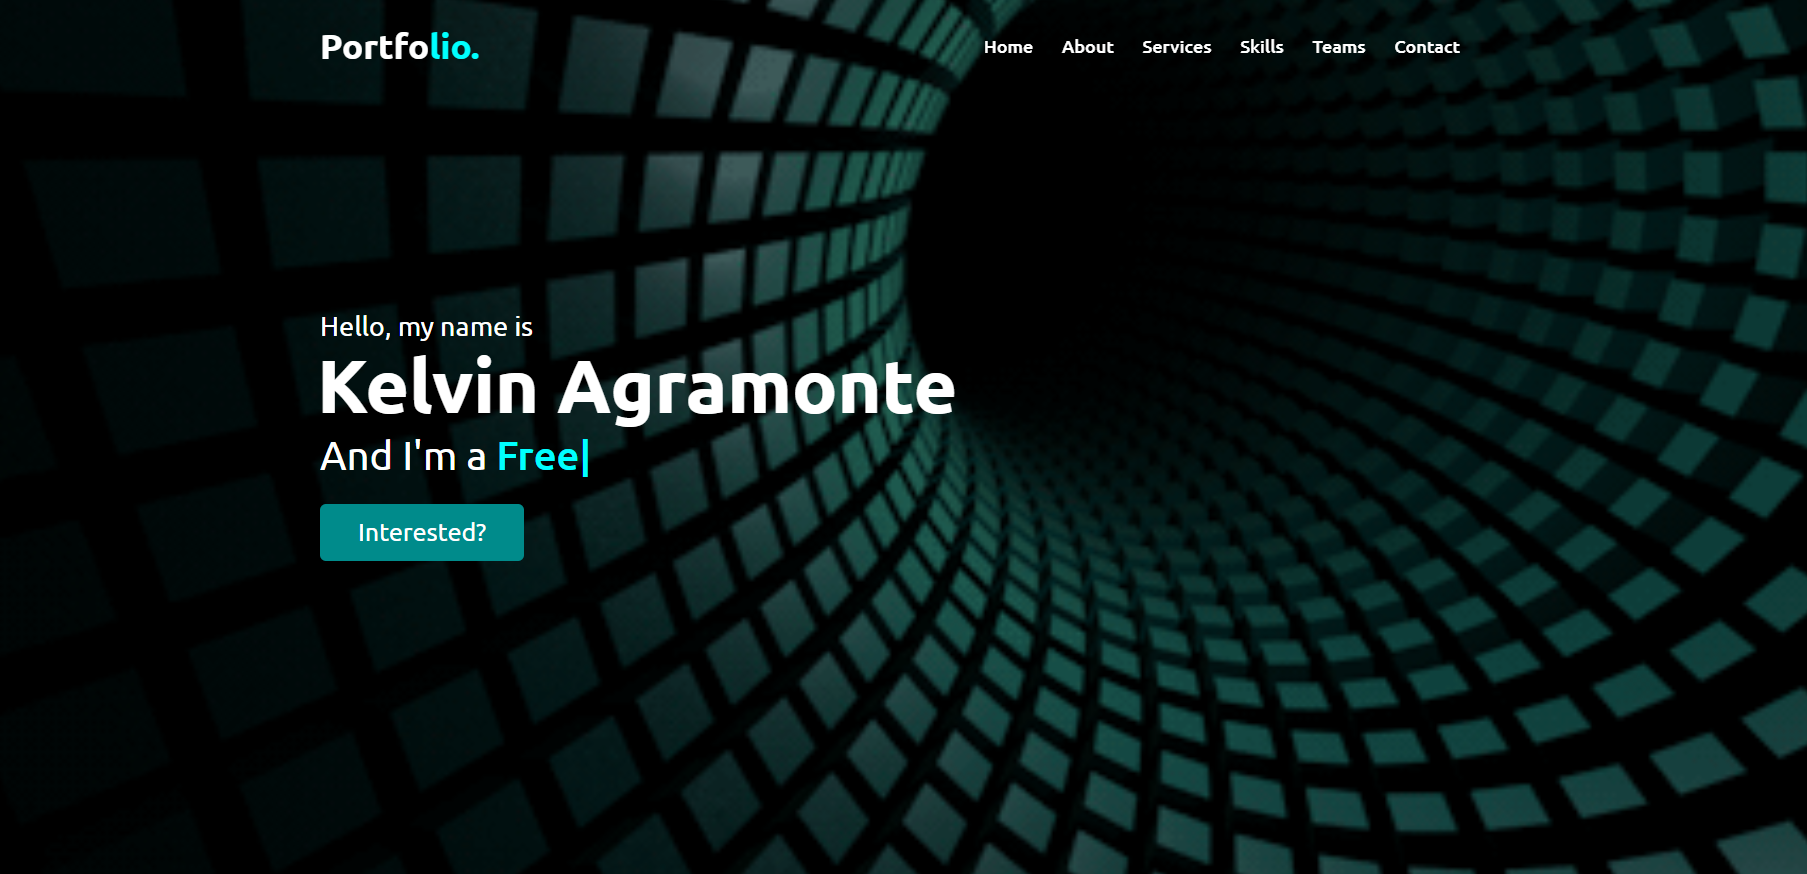 Portfolio.
Home About Services Skills Teams Contact
Hello, my name is
Kelvin Agramonte
And I'm a Free|
Interested?